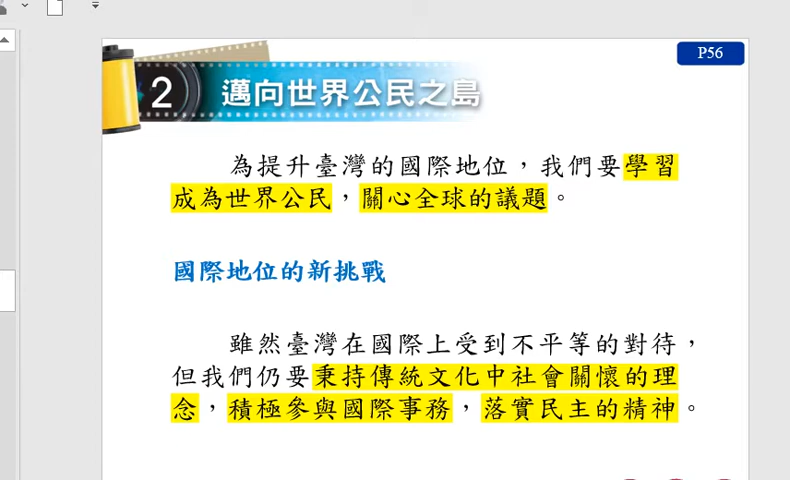 P56
2 邁向世界公民之島
為提升臺灣的國際地位，我們要學習
成為世界公民，關心全球的議題。
國際地位的新挑戰
雖然臺灣在國際上受到不平等的對待，
但我們仍要秉持傳統文化中社會關懷的理
念，積極參與國際事務，落實民主的精神。